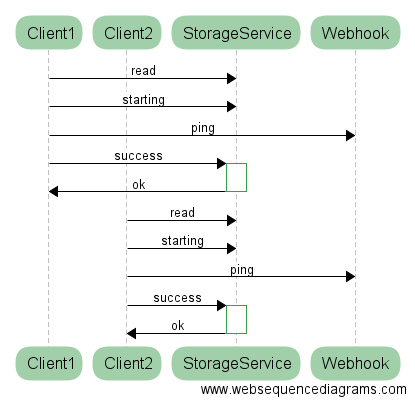 Client1 Client2 StorageService Webhook
read
starting
ping
success
ok
read
starting
ping
success
ok
Client1 Client2 StorageService Webhook
www.websequencediagrams.com